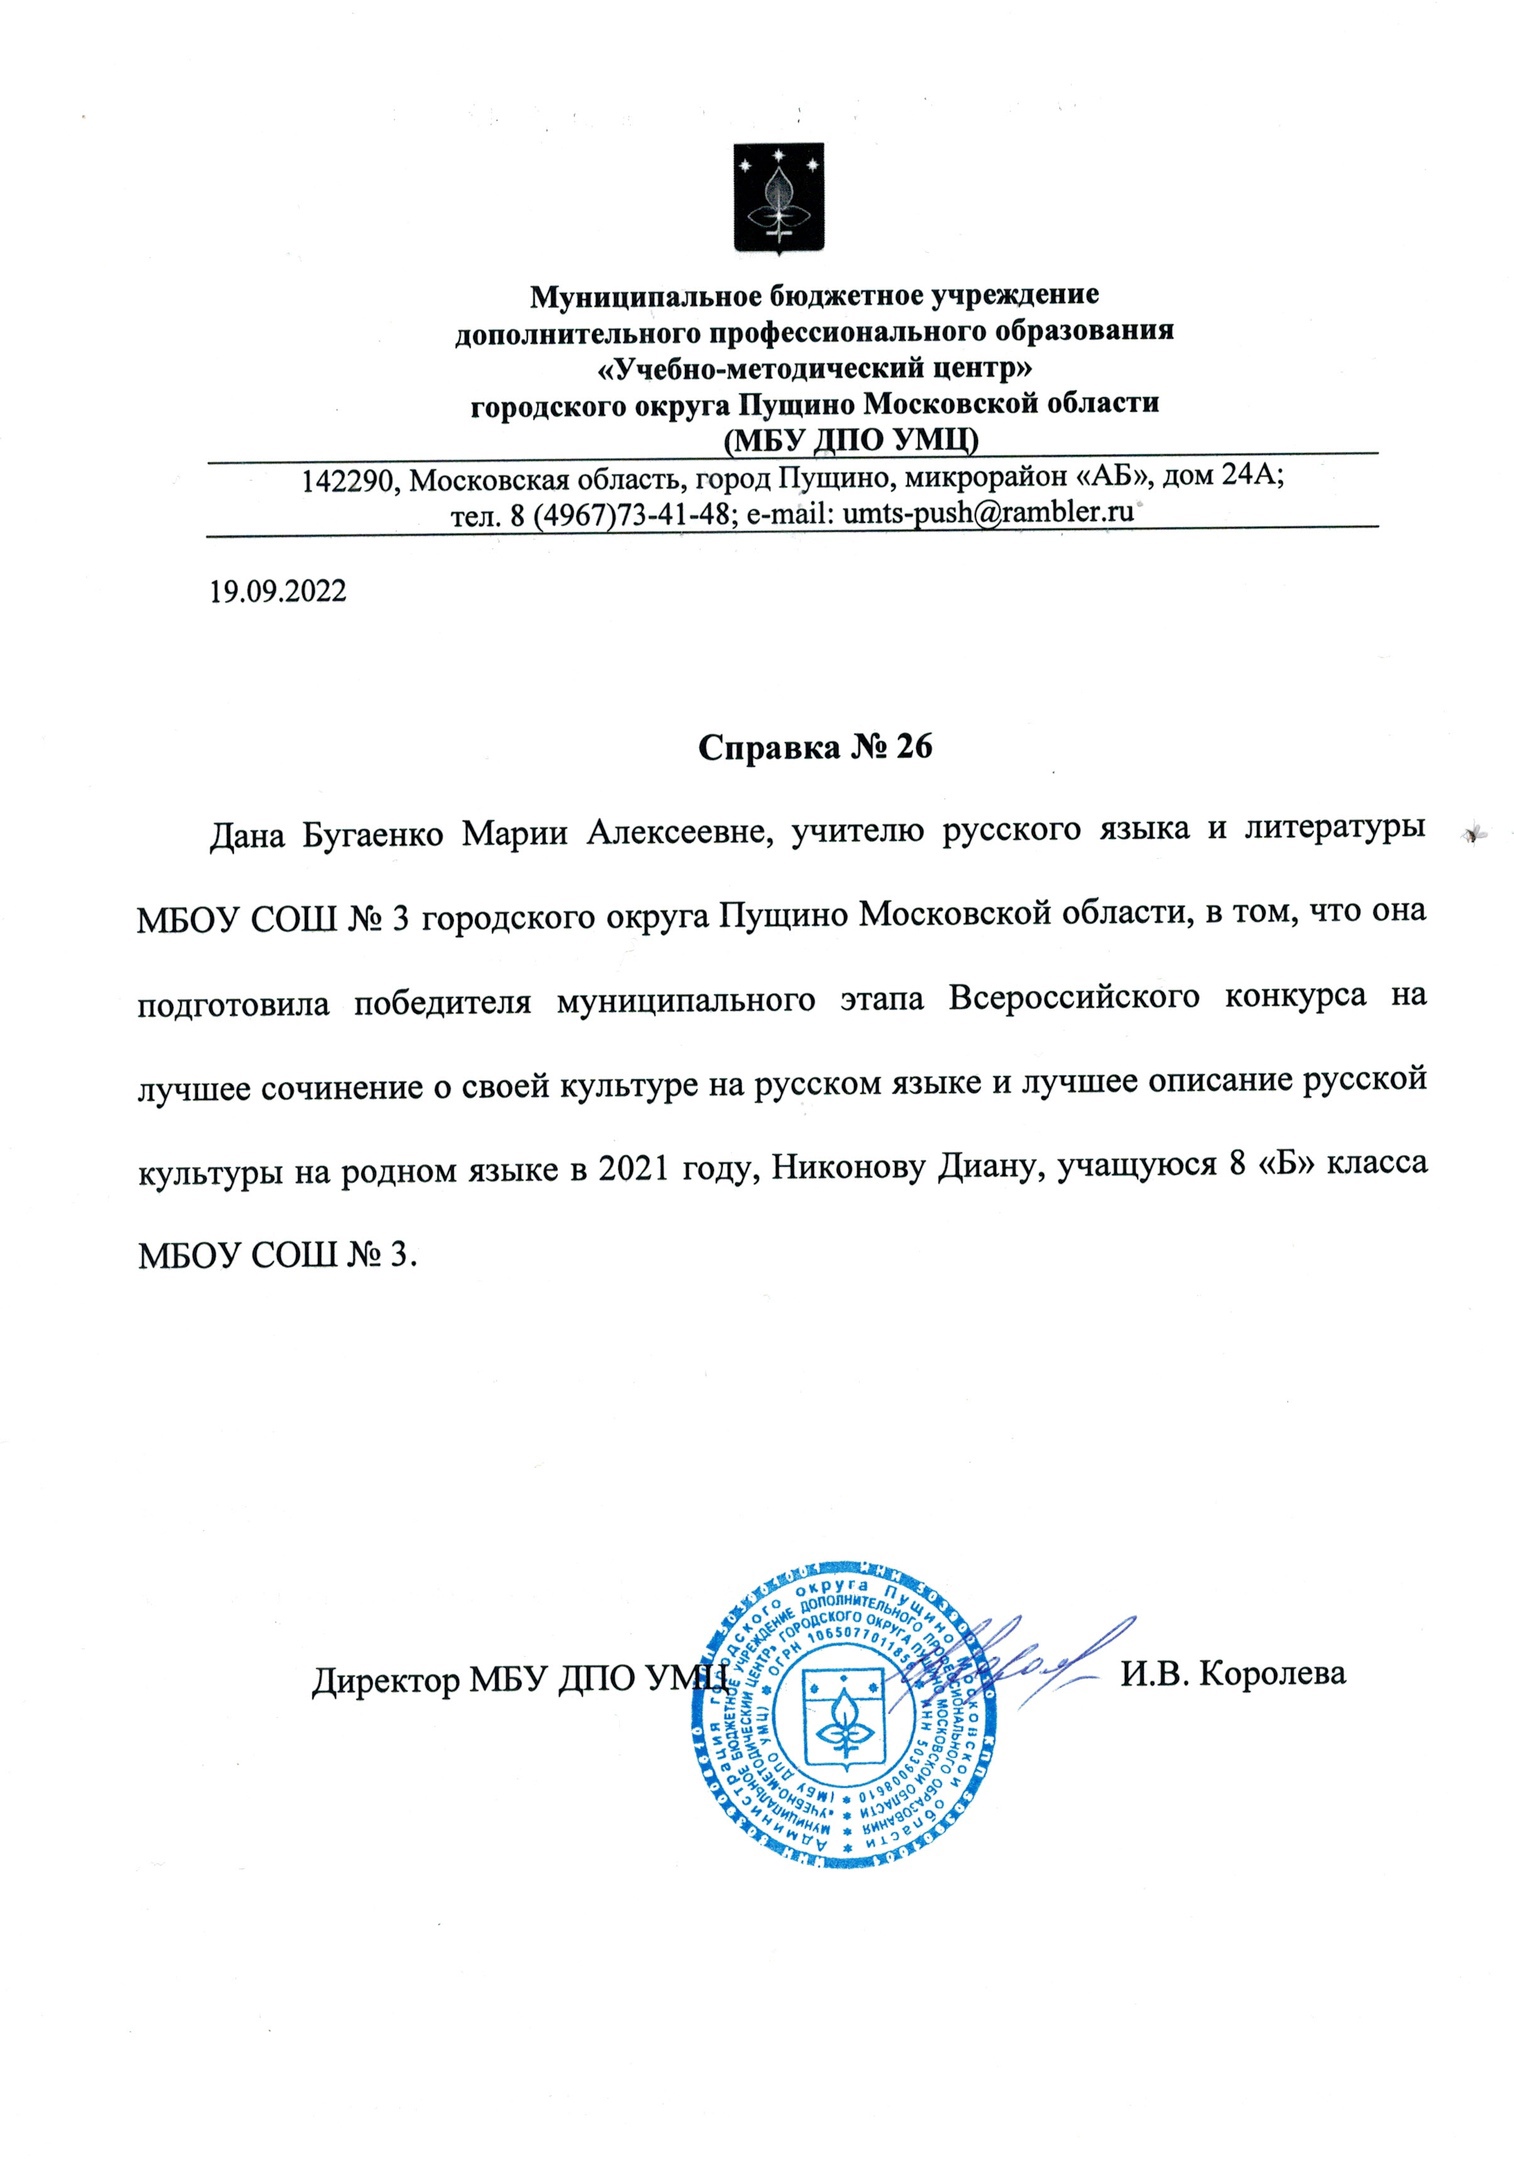 Муниципальное бюджетное учреждение
дополнительного профессионального образования
«Учебно-методический центр»
городского округа Пущино Московской области
(МБУ ДПО УМЦ)
142290, Московская область, город Пущино, микрорайон «АБ», дом 24А;
тел. 8 (4967)73-41-48; e-mail: umts-push@rambler.ru
19.09.2022
Справка № 26
Дана Бугаенко Марии Алексеевне, учителю русского языка и литературы
МБОУ СОШ № 3 городского округа Пущино Московской области, в том, что она
подготовила победителя муниципального этапа Всероссийского конкурса на
лучшее сочинение о своей культуре на русском языке и лучшее описание русской
культуры на родном языке в 2021 году, Никонову Диану, учащуюся 8 «Б» класса
МБОУ СОШ № 3.
Директор МБУ ДПО УМЦ
И.В. Королева
Администрация городского округа Пущино Московской области
МУНИЦИПАЛЬНОЕ БЮДЖЕТНОЕ УЧРЕЖДЕНИЕ ДОПОЛНИТЕЛЬНОГО ПРОФЕССИОНАЛЬНОГО ОБРАЗОВАНИЯ
«УЧЕБНО-МЕТОДИЧЕСКИЙ ЦЕНТР» ГОРОДСКОГО ОКРУГА ПУЩИНО МОСКОВСКОЙ ОБЛАСТИ
(МБУ ДПО УМЦ) * ОГРН * ИНН 5039008610